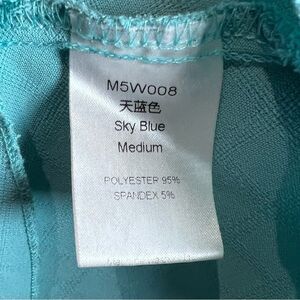 M5W008
天蓝色
Sky Blue
Medium
POLYESTER 95%
SPANDEX 5%